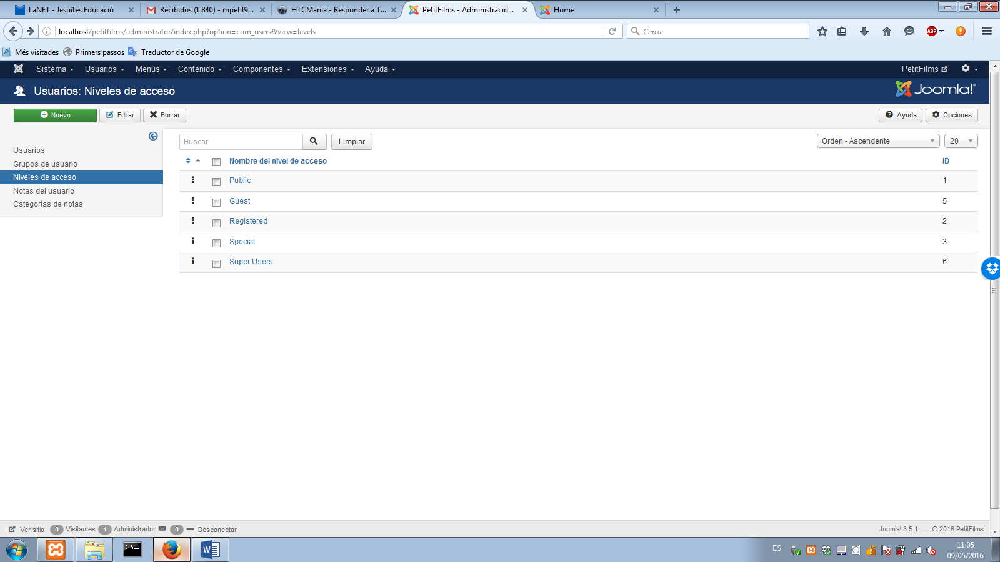 LaNET - Jesuïtes Educació
Recibidos (1.840) - mpetit9...
HTCMania - Responder a T...
PetitFilms - Administració...
Home
localhost/petitfilms/administrator/index.php?option=com_users&view=levels
Cerca
ABP
Més visitades Primers passos Traductor de Google
Sistema Usuarios Menús Contenido Componentes Extensiones Ayuda PetitFilms
Usuarios: Niveles de acceso
Joomla!®
Nuevo Editar Borrar Ayuda Opciones
Buscar Limpiar Orden - Ascendente 20
Usuarios
Grupos de usuario
Niveles de acceso
Notas del usuario
Categorías de notas
Nombre del nivel de acceso ID
Public 1
Guest 5
Registered 2
Special 3
Super Users 6
Ver sitio 0 Visitantes 1 Administrador 0 Desconectar
Joomla! 3.5.1 — © 2016 PetitFilms
C:\
W
ES
11:05
09/05/2016